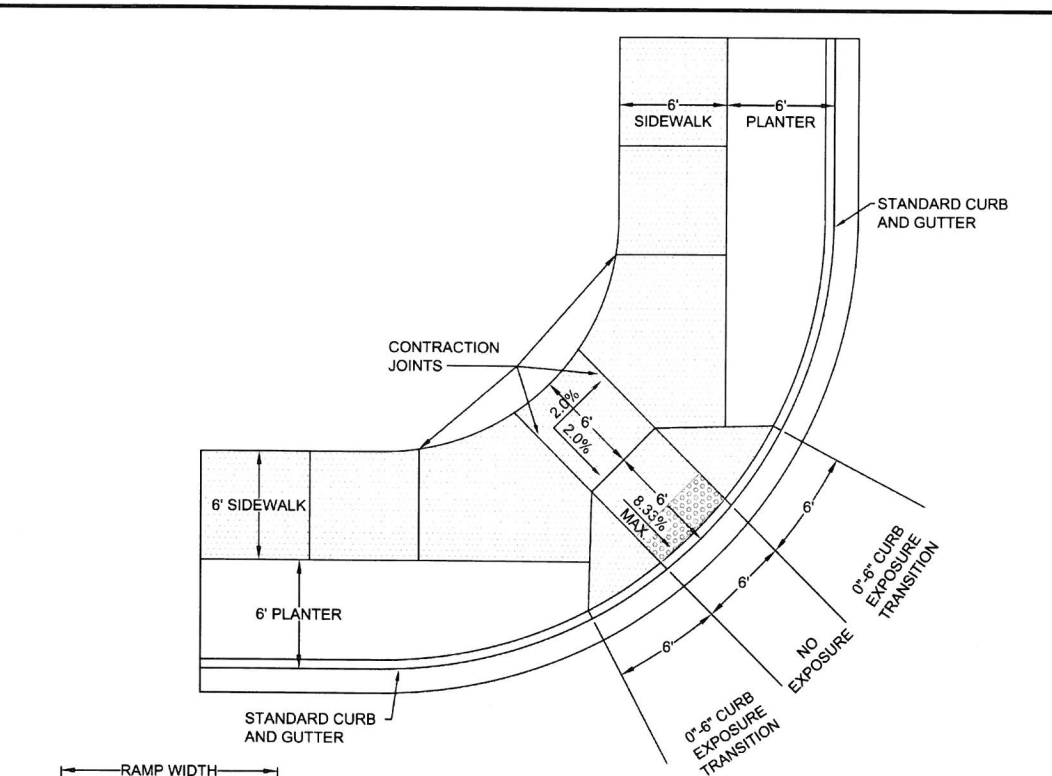 6'
SIDEWALK
6'
PLANTER
STANDARD CURB
AND GUTTER
CONTRACTION
JOINTS
2.0%
6'
2.0%
6'
8.33%
MAX.
6' SIDEWALK
6' PLANTER
6'
6'
6'
0"-6" CURB
EXPOSURE
TRANSITION
NO
EXPOSURE
0"-6" CURB
EXPOSURE
TRANSITION
STANDARD CURB
AND GUTTER
RAMP WIDTH